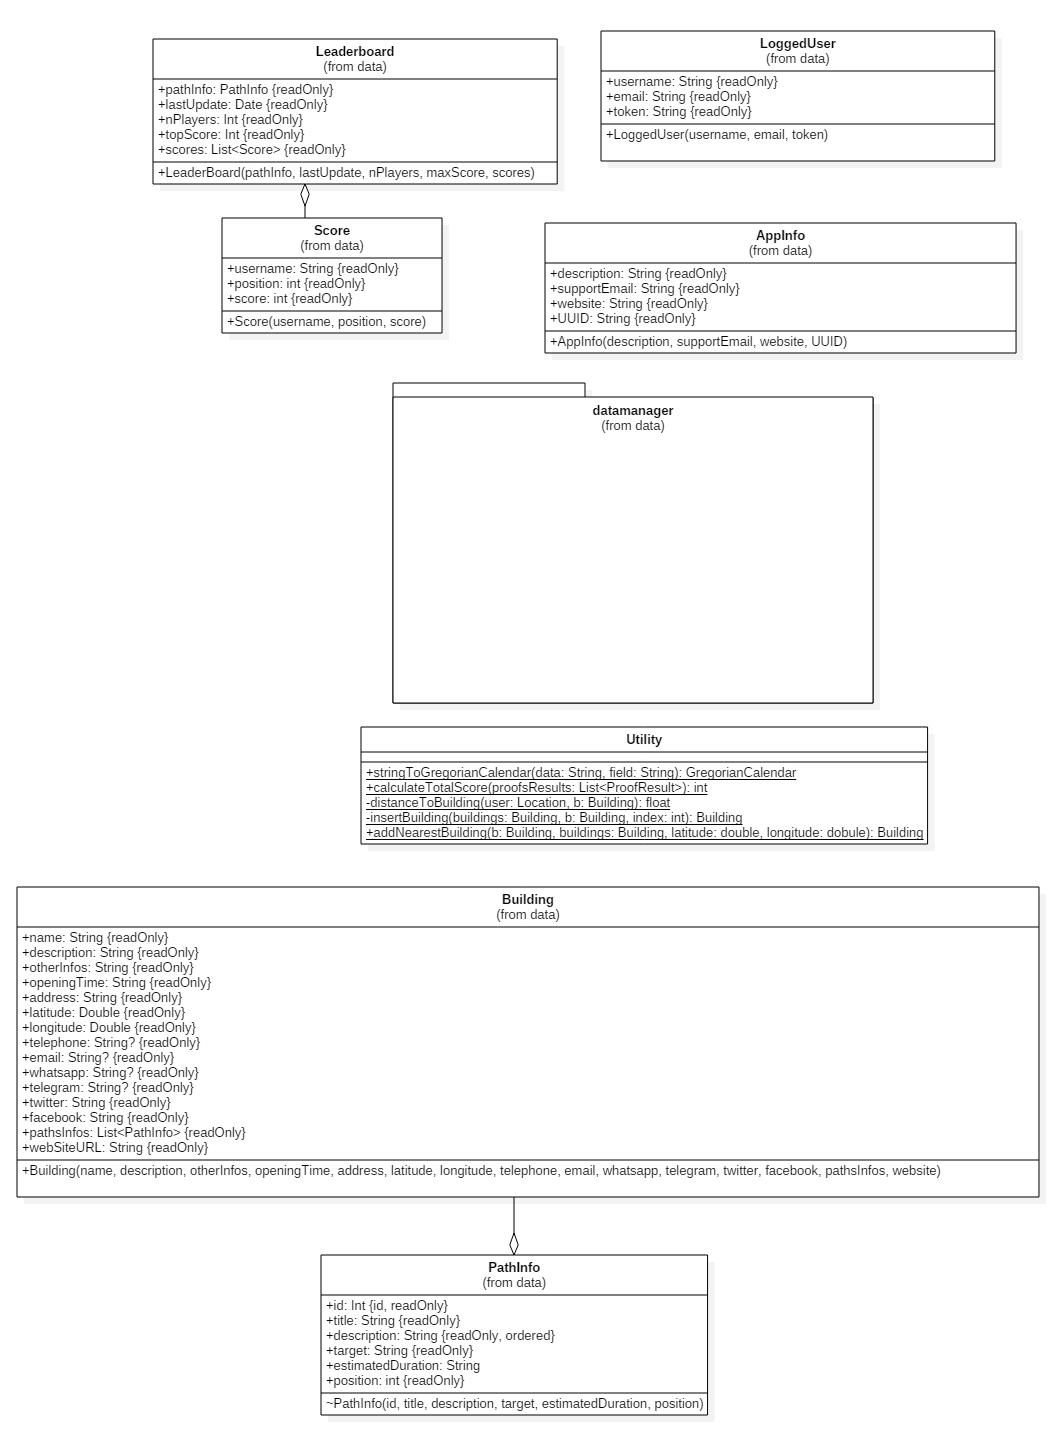 Leaderboard
(from data)
+pathInfo: PathInfo {readOnly}
+lastUpdate: Date {readOnly}
+nPlayers: Int {readOnly}
+topScore: Int {readOnly}
+scores: List<Score> {readOnly}
+LeaderBoard(pathInfo, lastUpdate, nPlayers, maxScore, scores)
LoggedUser
(from data)
+username: String {readOnly}
+email: String {readOnly}
+token: String {readOnly}
+LoggedUser(username, email, token)
Score
(from data)
+username: String {readOnly}
+position: int {readOnly}
+score: int {readOnly}
+Score(username, position, score)
AppInfo
(from data)
+description: String {readOnly}
+supportEmail: String {readOnly}
+website: String {readOnly}
+UUID: String {readOnly}
+AppInfo(description, supportEmail, website, UUID)
datamanager
(from data)
Utility
+stringToGregorianCalendar(data: String, field: String): GregorianCalendar
+calculateTotalScore(proofsResults: List<ProofResult>): int
-distanceToBuilding(user: Location, b: Building): float
-insertBuilding(buildings: Building, b: Building, index: int): Building
+addNearestBuilding(b: Building, buildings: Building, latitude: double, longitude: dobule): Building
Building
(from data)
+name: String {readOnly}
+description: String {readOnly}
+otherInfos: String {readOnly}
+openingTime: String {readOnly}
+address: String {readOnly}
+latitude: Double {readOnly}
+longitude: Double {readOnly}
+telephone: String? {readOnly}
+email: String? {readOnly}
+whatsapp: String? {readOnly}
+telegram: String? {readOnly}
+twitter: String {readOnly}
+facebook: String {readOnly}
+pathsInfos: List<PathInfo> {readOnly}
+webSiteURL: String {readOnly}
+Building(name, description, otherInfos, openingTime, address, latitude, longitude, telephone, email, whatsapp, telegram, twitter, facebook, pathsInfos, website)
PathInfo
(from data)
+id: Int {id, readOnly}
+title: String {readOnly}
+description: String {readOnly, ordered}
+target: String {readOnly}
+estimatedDuration: String
+position: int {readOnly}
~PathInfo(id, title, description, target, estimatedDuration, position)